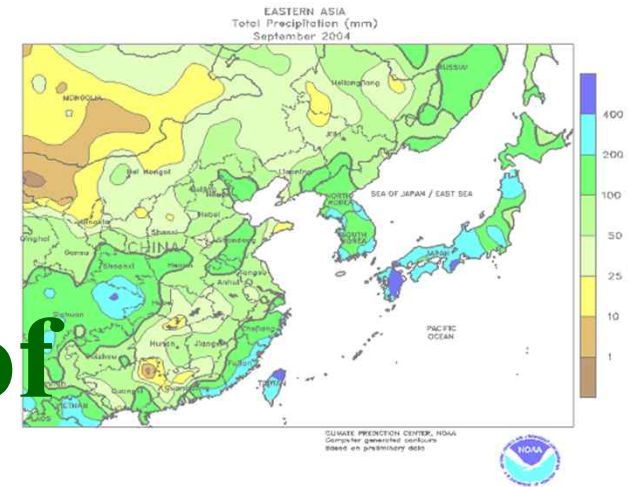 EASTERN ASIA
Total Precipitation (mm)
September 2004
RUSSIA
Heilongjiang
MONGOLIA
400
Jilin
200
Nei Mongol
Liaoning
NORTH
KOREA
SEA OF JAPAN / EAST SEA
100
Hebei
SOUTH
KOREA
50
Shanxi
Qinghai
CHINA
Shandong
JAPAN
Gansu
Shaanxi
Henan
Jiangsu
25
Anhui
10
Sichuan
PACIFIC
OCEAN
of
Zhejiang
Hunan
Jiangxi
1
Guizhou
Fujian
TAIWAN
VIETNAM
LAOS
CLIMATE PREDICTION CENTER, NOAA
Computer generated contours
Based on preliminary data
NOAA